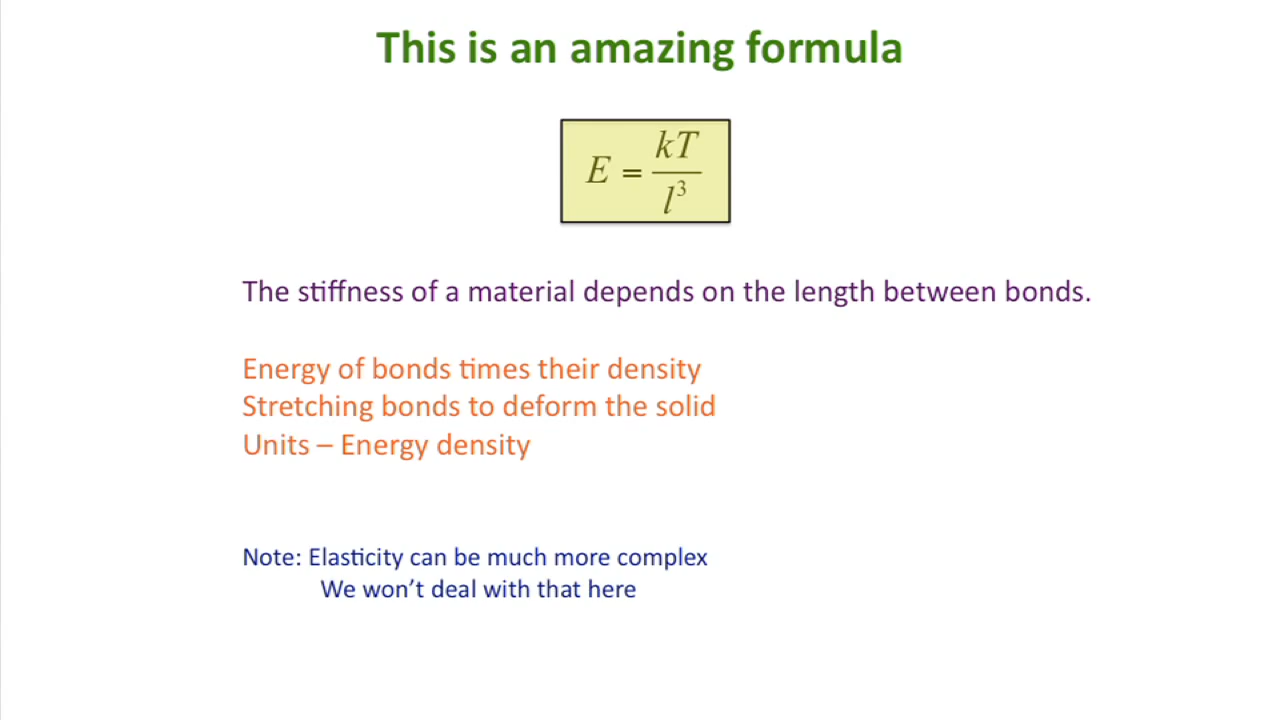 This is an amazing formula
E = kT / l³
The stiffness of a material depends on the length between bonds.
Energy of bonds times their density
Stretching bonds to deform the solid
Units – Energy density
Note: Elasticity can be much more complex
We won’t deal with that here